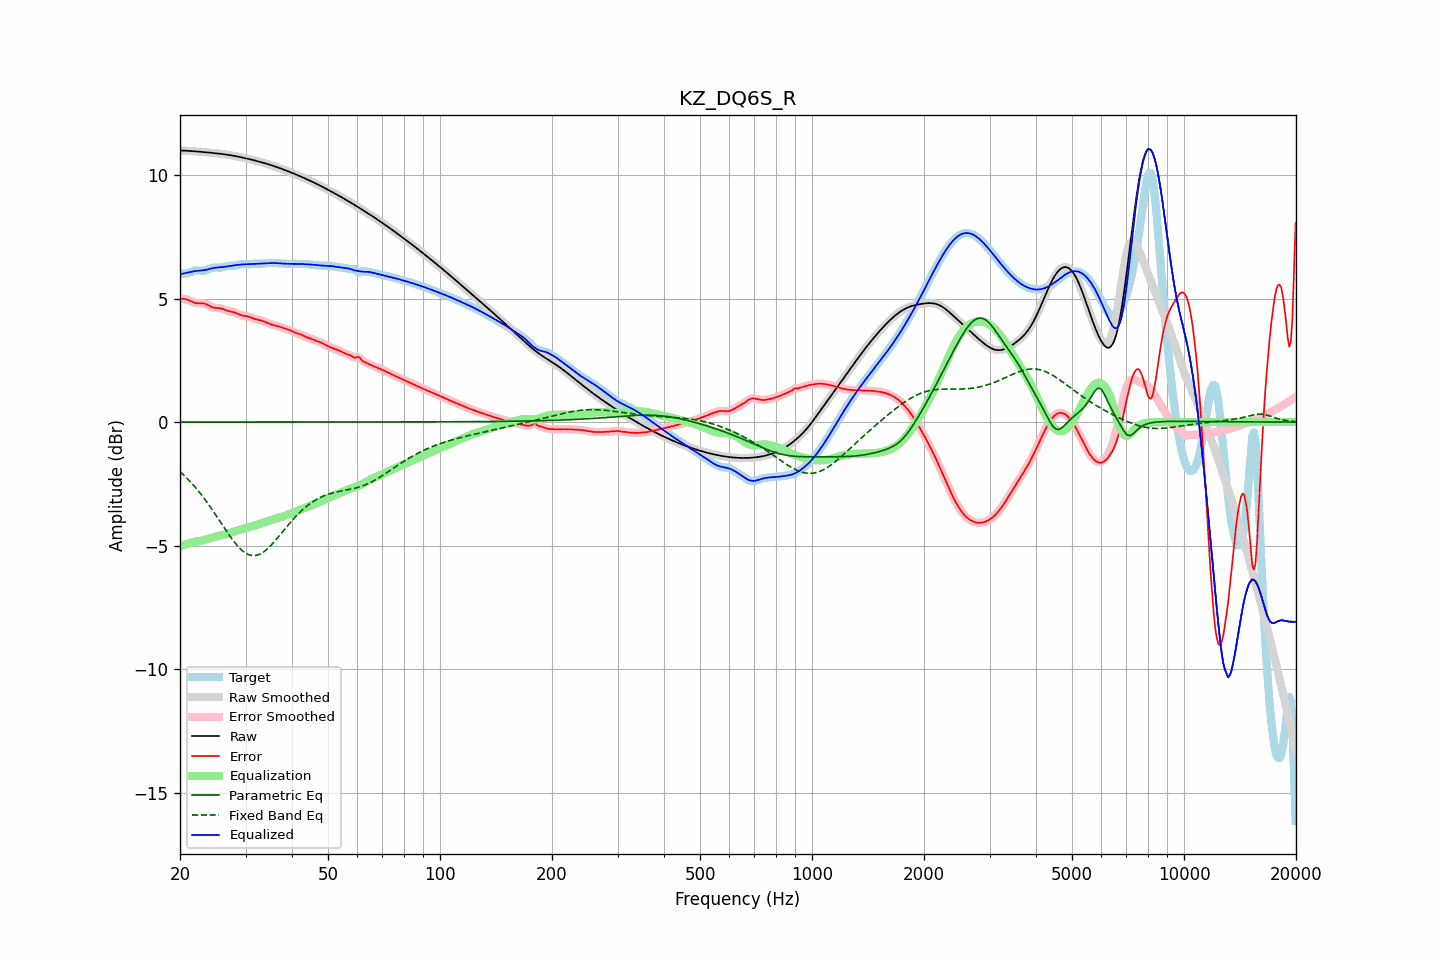 KZ_DQ6S_R
Amplitude (dBr)
10
5
0
−5
−10
−15
Target
Raw Smoothed
Error Smoothed
Raw
Error
Equalization
Parametric Eq
Fixed Band Eq
Equalized
20
50
100
200
500
1000
2000
5000
10000
20000
Frequency (Hz)